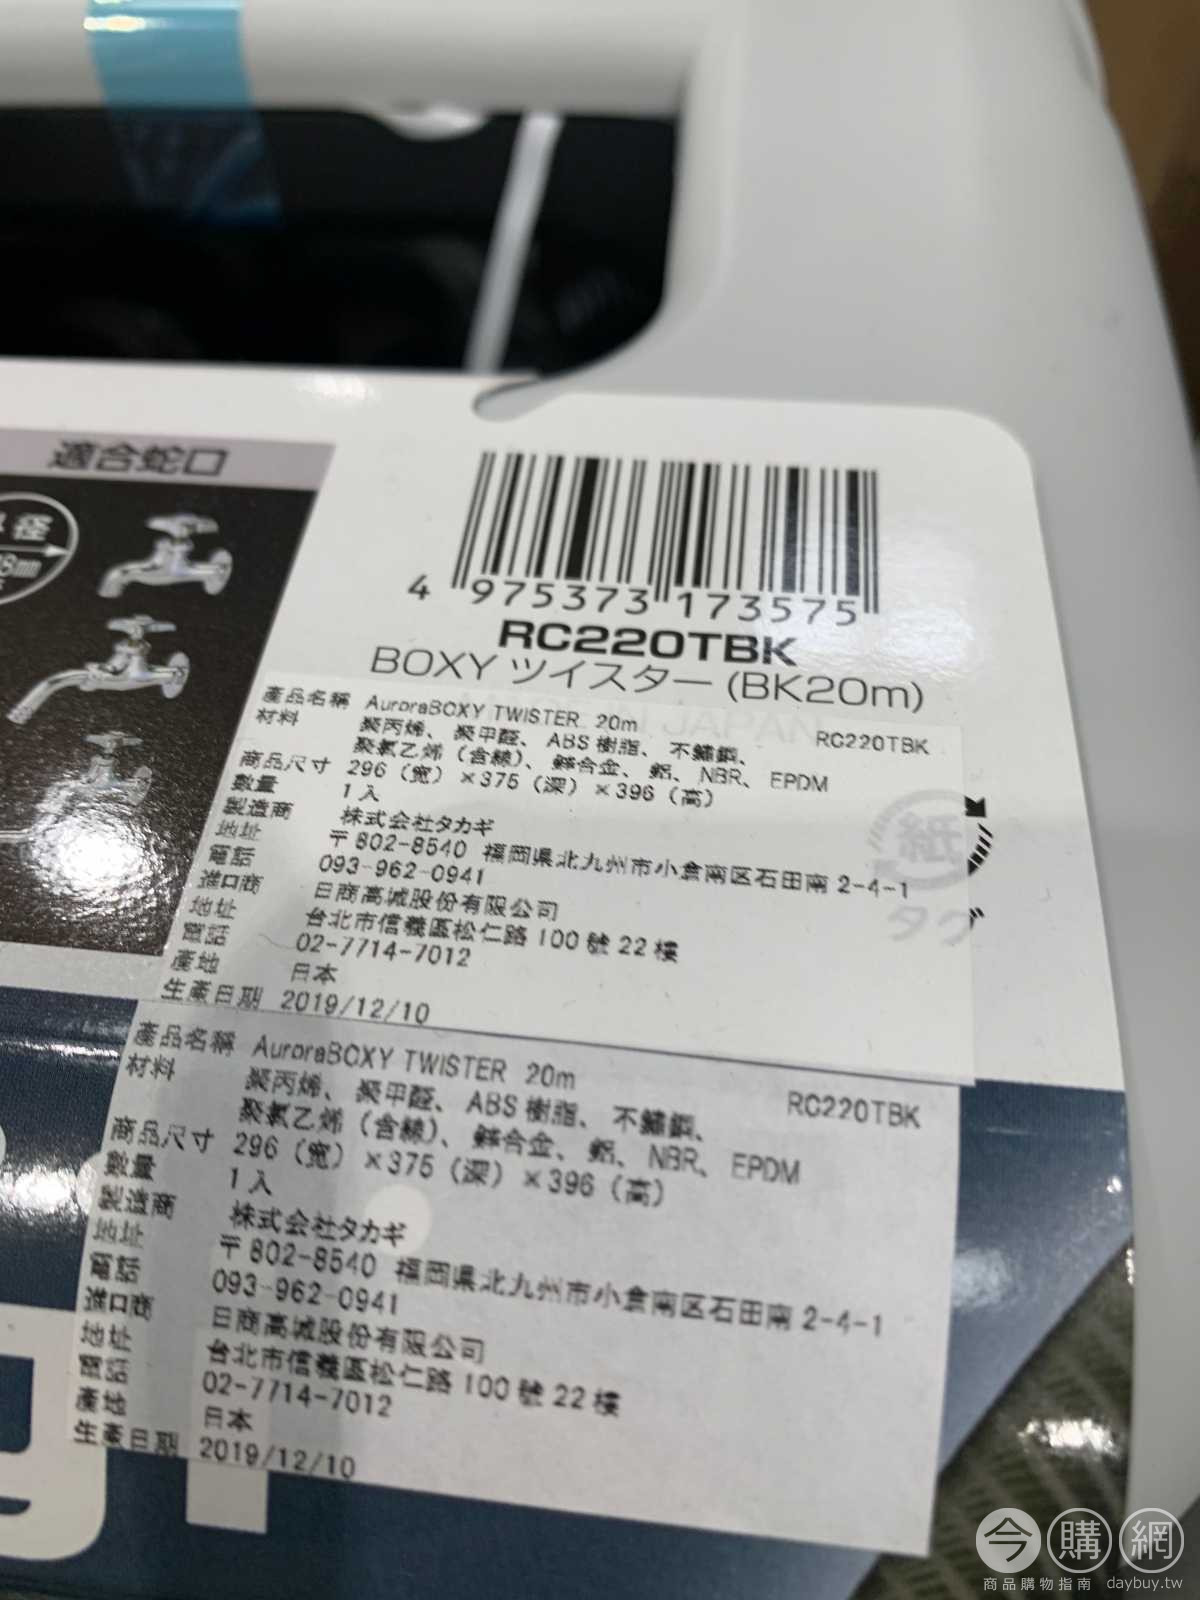 適合蛇口
径
4 975373 173575
RC220TBK
BOXY ツイスター (BK20m)
產品名稱 AuroraBOXY TWISTER 20m RC220TBK
材料 聚丙烯、聚甲醛、ABS 樹脂、不鏽鋼、
聚氯乙烯（含線）、鋅合金、鋁、NBR、EPDM
商品尺寸 296（寬）×375（深）×396（高）
數量 1入
製造商 株式会社タカギ
地址 〒802-8540 福岡県北九州市小倉南区石田南 2-4-1
電話 093-962-0941
進口商 日商高城股份有限公司
地址 台北市信義區松仁路 100 號 22 樓
電話 02-7714-7012
產地 日本
生產日期 2019/12/10
紙
タグ
產品名稱 AuroraBOXY TWISTER 20m RC220TBK
材料 聚丙烯、聚甲醛、ABS 樹脂、不鏽鋼、
聚氯乙烯（含線）、鋅合金、鋁、NBR、EPDM
商品尺寸 296（寬）×375（深）×396（高）
數量 1入
製造商 株式会社タカギ
地址 〒802-8540 福岡県北九州市小倉南区石田南 2-4-1
電話 093-962-0941
進口商 日商高城股份有限公司
地址 台北市信義區松仁路 100 號 22 樓
電話 02-7714-7012
產地 日本
生產日期 2019/12/10
今購網
商品購物指南 daybuy.tw